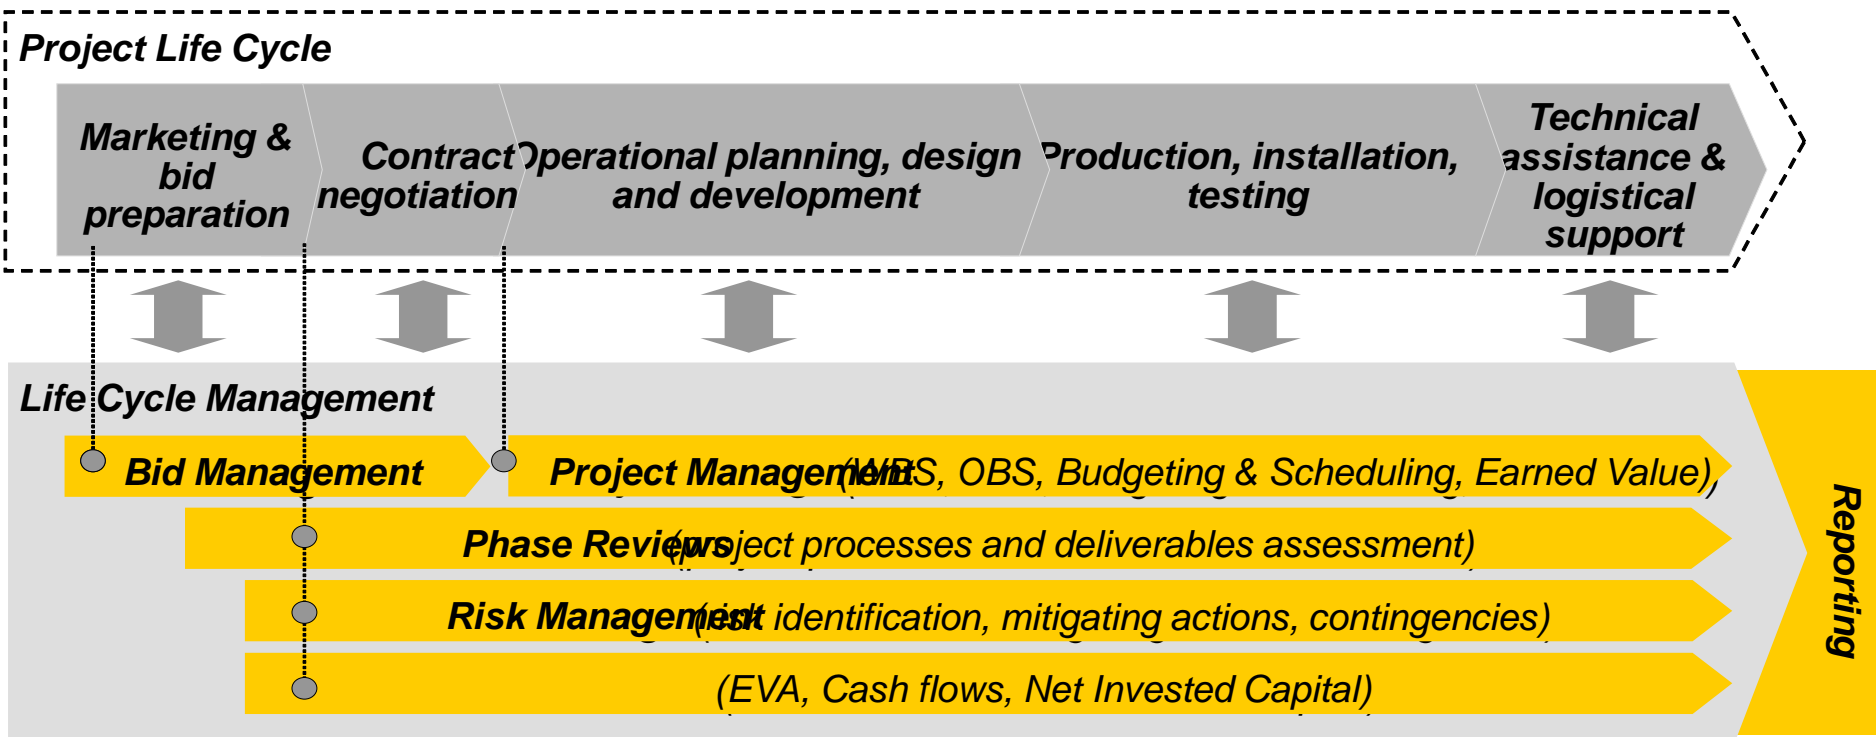 Project Life Cycle
Marketing &
bid
preparation
Contract
negotiation
Operational planning, design
and development
Production, installation,
testing
Technical
assistance &
logistical
support
Life Cycle Management
Bid Management
Project Management (WBS, OBS, Budgeting & Scheduling, Earned Value)
Phase Reviews (project processes and deliverables assessment)
Risk Management (risk identification, mitigating actions, contingencies)
(EVA, Cash flows, Net Invested Capital)
Reporting